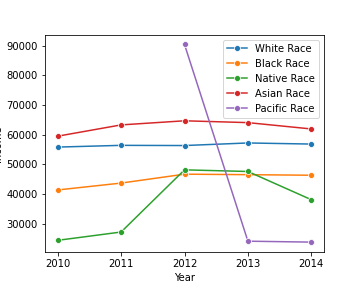 90000
80000
70000
60000
50000
40000
30000
2010 2011 2012 2013 2014
Year
White Race
Black Race
Native Race
Asian Race
Pacific Race